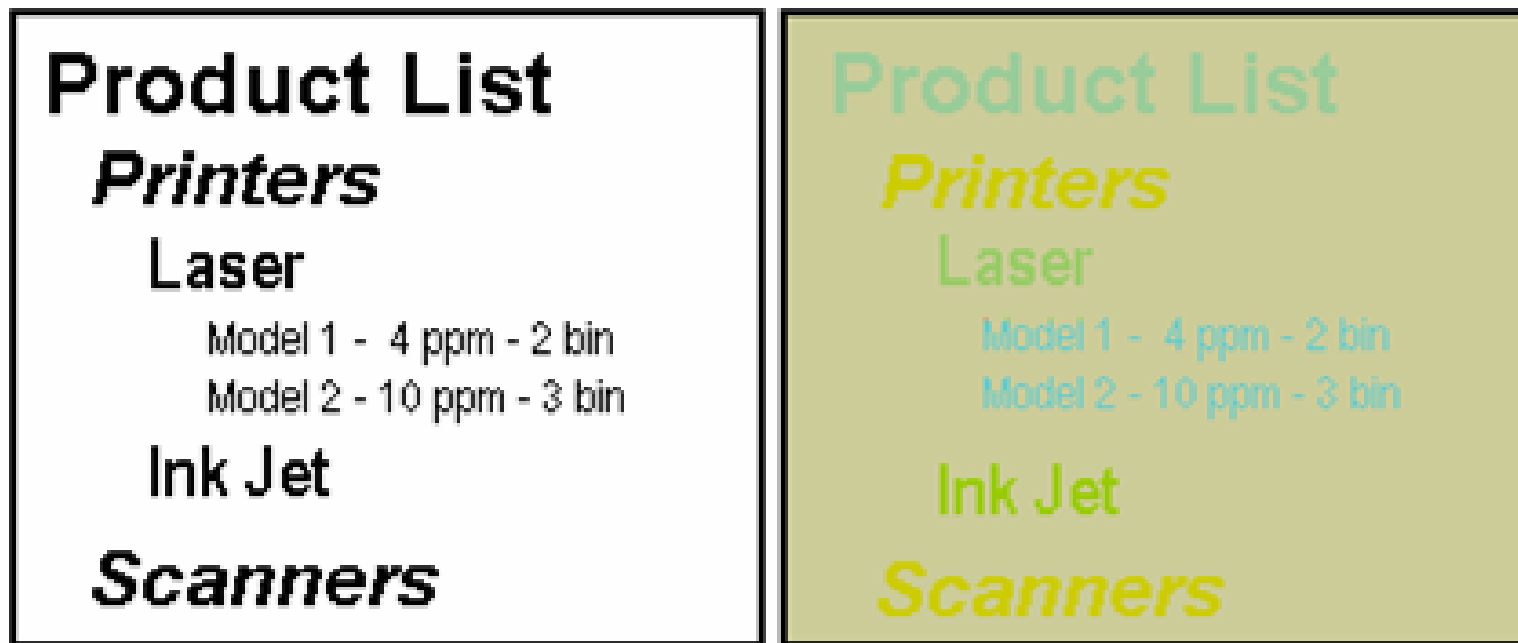 Product List
Printers
Laser
Model 1 -  4 ppm - 2 bin
Model 2 - 10 ppm - 3 bin
Ink Jet
Scanners
Product List
Printers
Laser
Model 1 -  4 ppm - 2 bin
Model 2 - 10 ppm - 3 bin
Ink Jet
Scanners